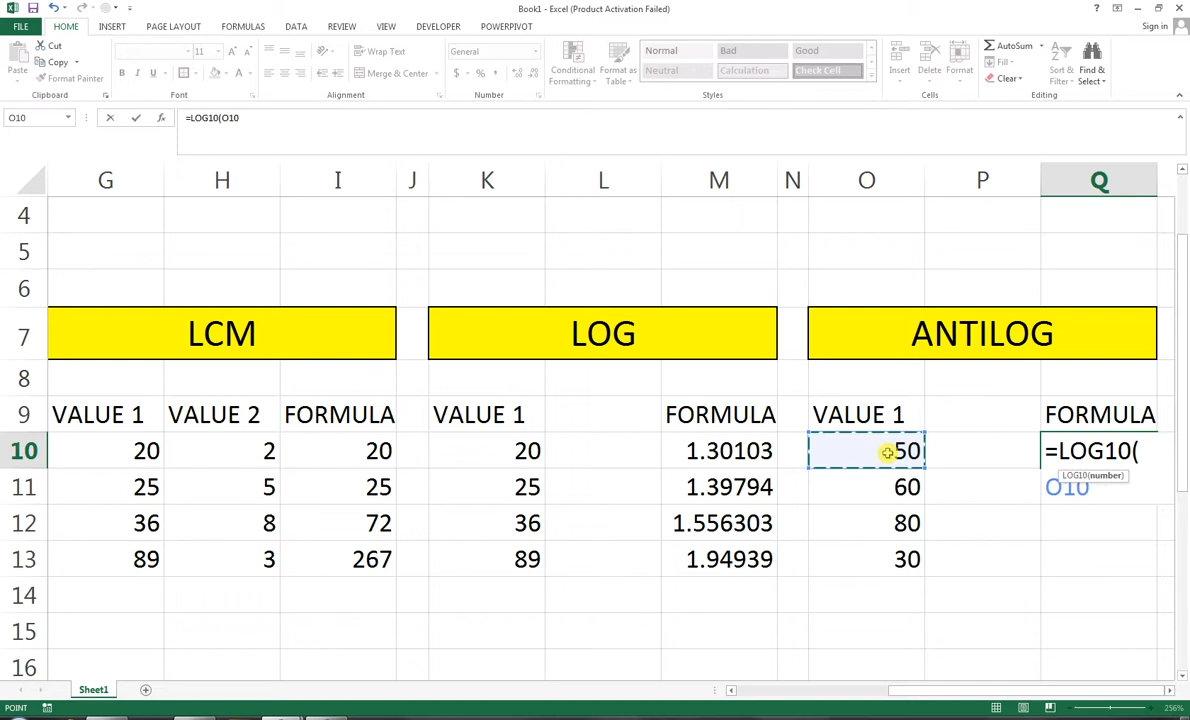 Book1 - Excel (Product Activation Failed)
FILE HOME INSERT PAGE LAYOUT FORMULAS DATA REVIEW VIEW DEVELOPER POWERPIVOT Sign in
Paste Cut Copy Format Painter Clipboard
11 B I U Font
Wrap Text Merge & Center Alignment
General $ % , Number
Conditional Formatting Format as Table Normal Bad Good Neutral Calculation Check Cell Styles
Insert Delete Format Cells
AutoSum Fill Clear Sort & Filter Find & Select Editing
O10 fx =LOG10(O10
G H I J K L M N O P Q
4
5
6
7 LCM LOG ANTILOG
8
9 VALUE 1 VALUE 2 FORMULA VALUE 1 FORMULA VALUE 1 FORMULA
10 20 2 20 20 1.30103 50 =LOG10(
LOG10(number)
11 25 5 25 25 1.39794 60 O10
12 36 8 72 36 1.556303 80
13 89 3 267 89 1.94939 30
14
15
16
Sheet1
POINT 256%